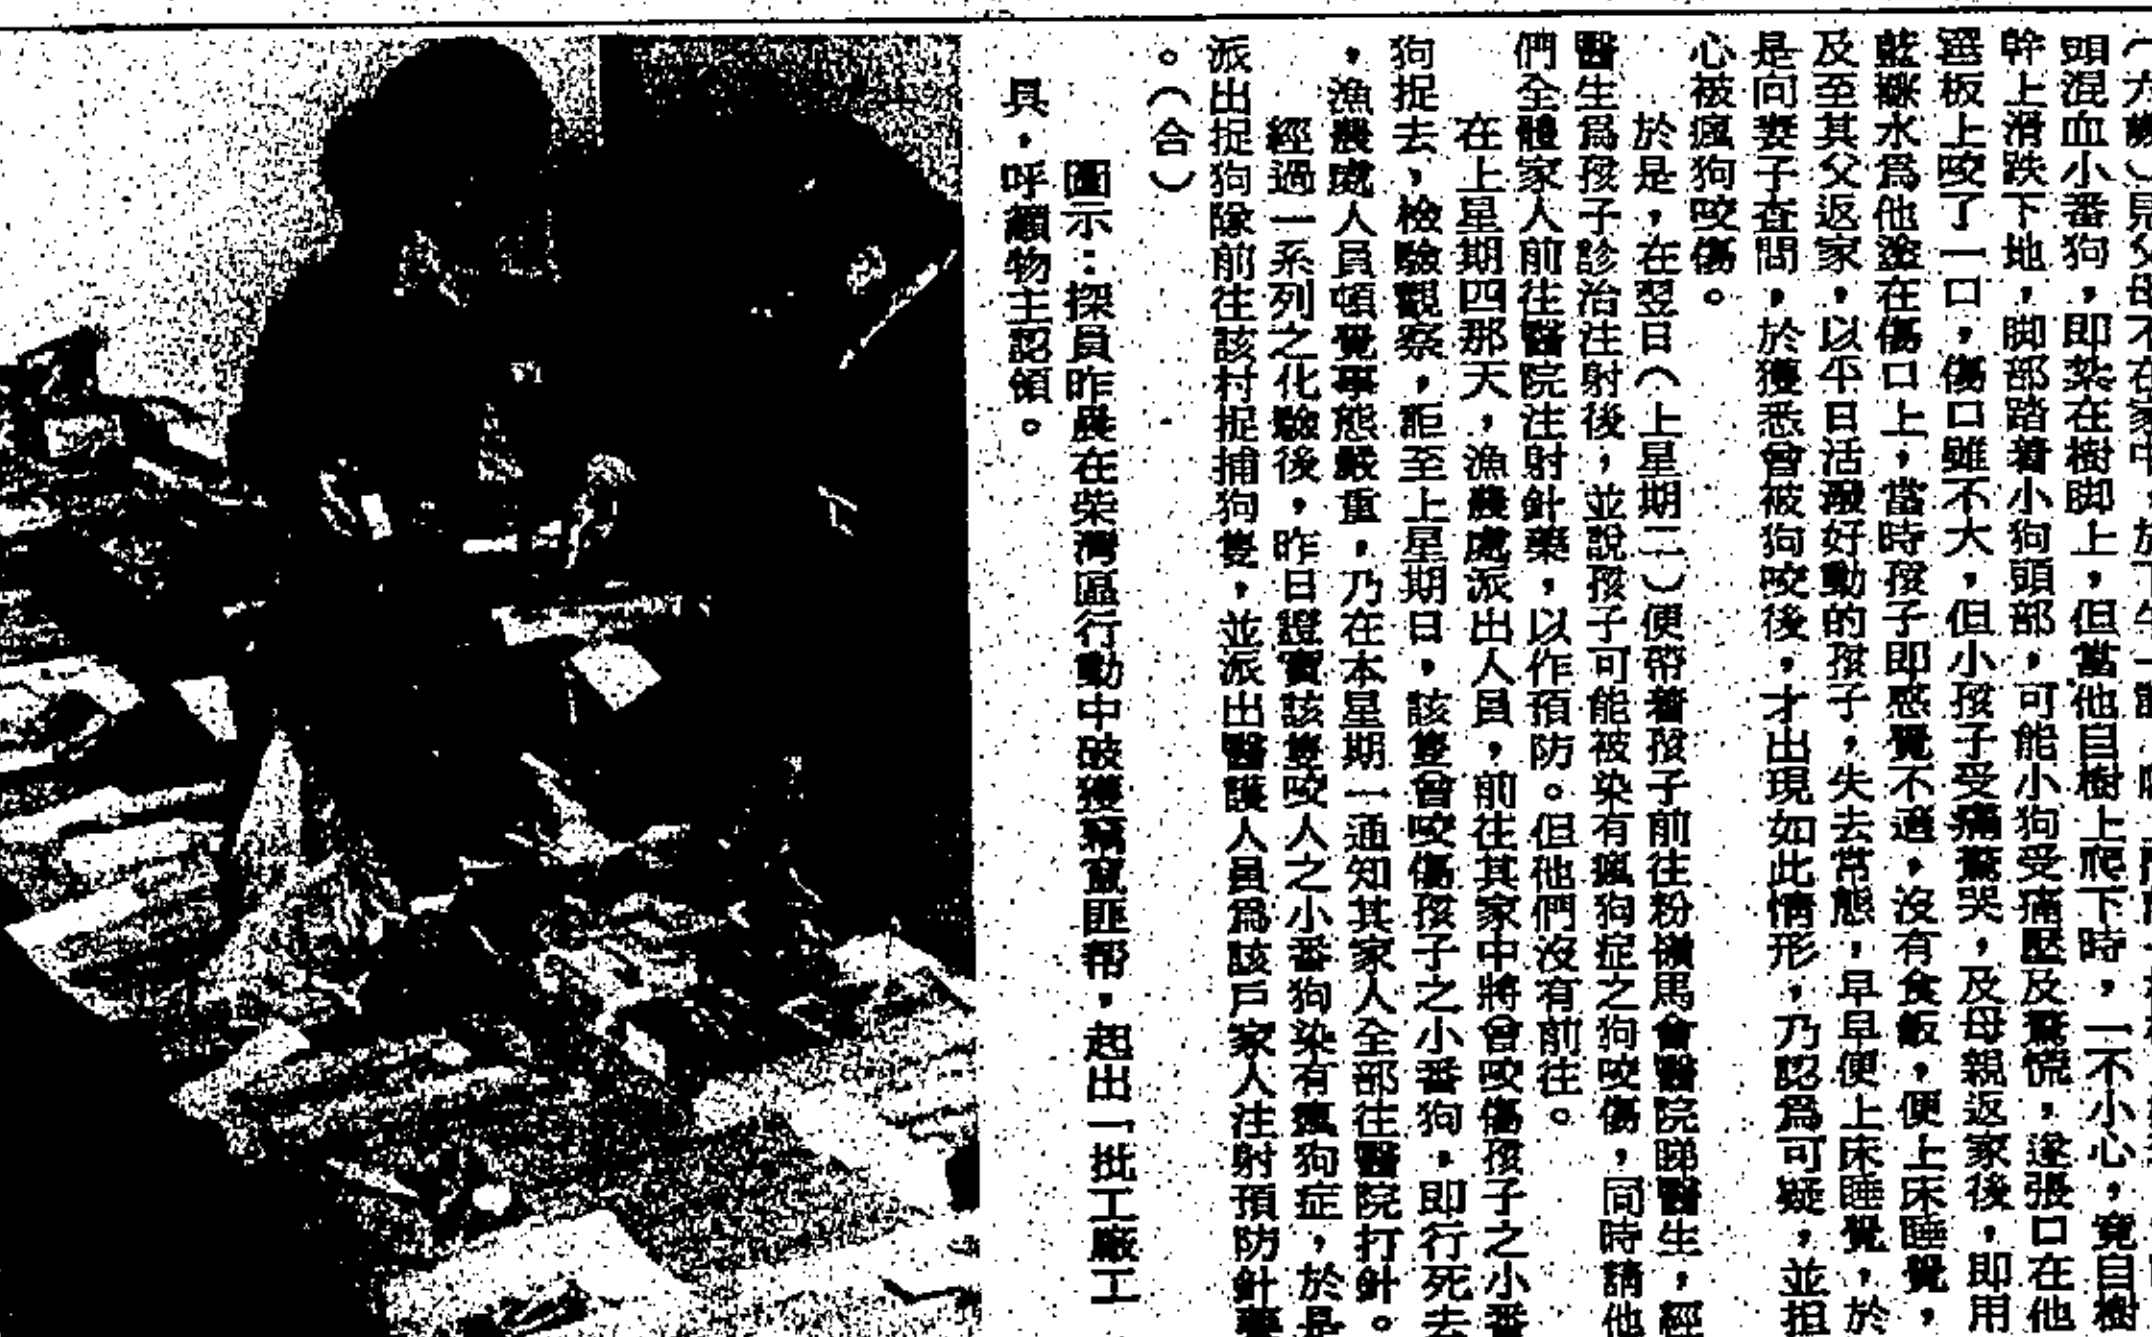 頭混血小番狗，即紮在樹脚上，但當他自樹上爬下時，一不小心，竟自樹
幹上滑跌下地，脚部踏着小狗頭部，可能小狗受痛壓及驚慌，遂張口在他
板上咬了一口，傷口雖不大，但小孩子受痛驚哭，及母親返家後，即用
藍藥水爲他塗在傷口上，當時孩子即感覺不適，沒有食飯，便上床睡覺，
及至其父返家，以平日活潑好動的孩子，失去常態，早早便上床睡覺，於
是向妻子查問，於獲悉曾被狗咬後，才出現如此情形，乃認爲可疑，並担
心被瘋狗咬傷。
於是，在翌日（上星期二）便帶着孩子前往粉嶺馬會醫院睇醫生，經
醫生爲孩子診治注射後，並說孩子可能被染有瘋狗症之狗咬傷，同時請他
們全體家人前往醫院注射針藥，以作預防。但他們沒有前往。
在上星期四那天，漁農處派出人員，前往其家中將曾咬傷孩子之小番
狗捉去，檢驗觀察，詎至上星期日，該隻曾咬傷孩子之小番狗，即行死去
，漁農處人員頓覺事態嚴重，乃在本星期一通知其家人全部往醫院打針。
經過一系列之化驗後，昨日證實該隻咬人之小番狗染有瘋狗症，於是
派出捉狗隊前往該村捉捕狗隻，並派出醫護人員爲該戶家人注射預防針藥
。（合）
圖示：探員昨晨在柴灣區行動中破獲竊匪帮，起出一批工廠工
具，呼籲物主認領。